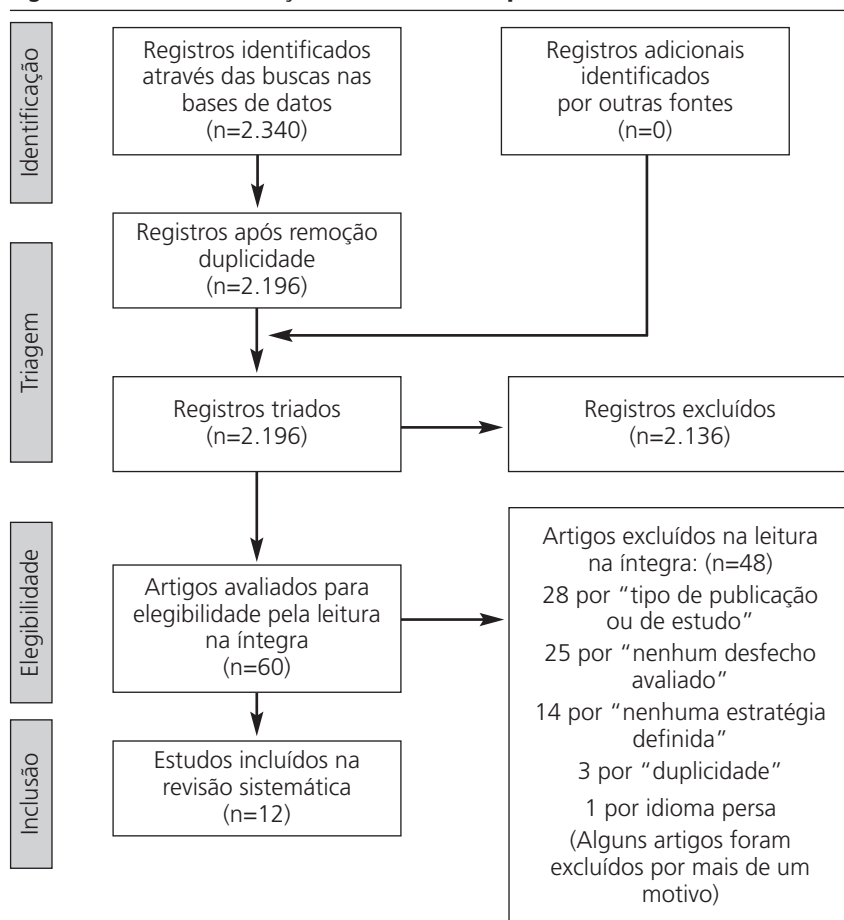 Identificação
Registros identificados
através das buscas nas
bases de datos
(n=2.340)
Registros adicionais
identificados
por outras fontes
(n=0)
Triagem
Registros após remoção
duplicidade
(n=2.196)
Registros triados
(n=2.196)
Registros excluídos
(n=2.136)
Elegibilidade
Artigos avaliados para
elegibilidade pela leitura
na íntegra
(n=60)
Artigos excluídos na leitura
na íntegra: (n=48)
28 por “tipo de publicação
ou de estudo”
25 por “nenhum desfecho
avaliado”
14 por “nenhuma estratégia
definida”
3 por “duplicidade”
1 por idioma persa
(Alguns artigos foram
excluídos por mais de um
motivo)
Inclusão
Estudos incluídos na
revisão sistemática
(n=12)